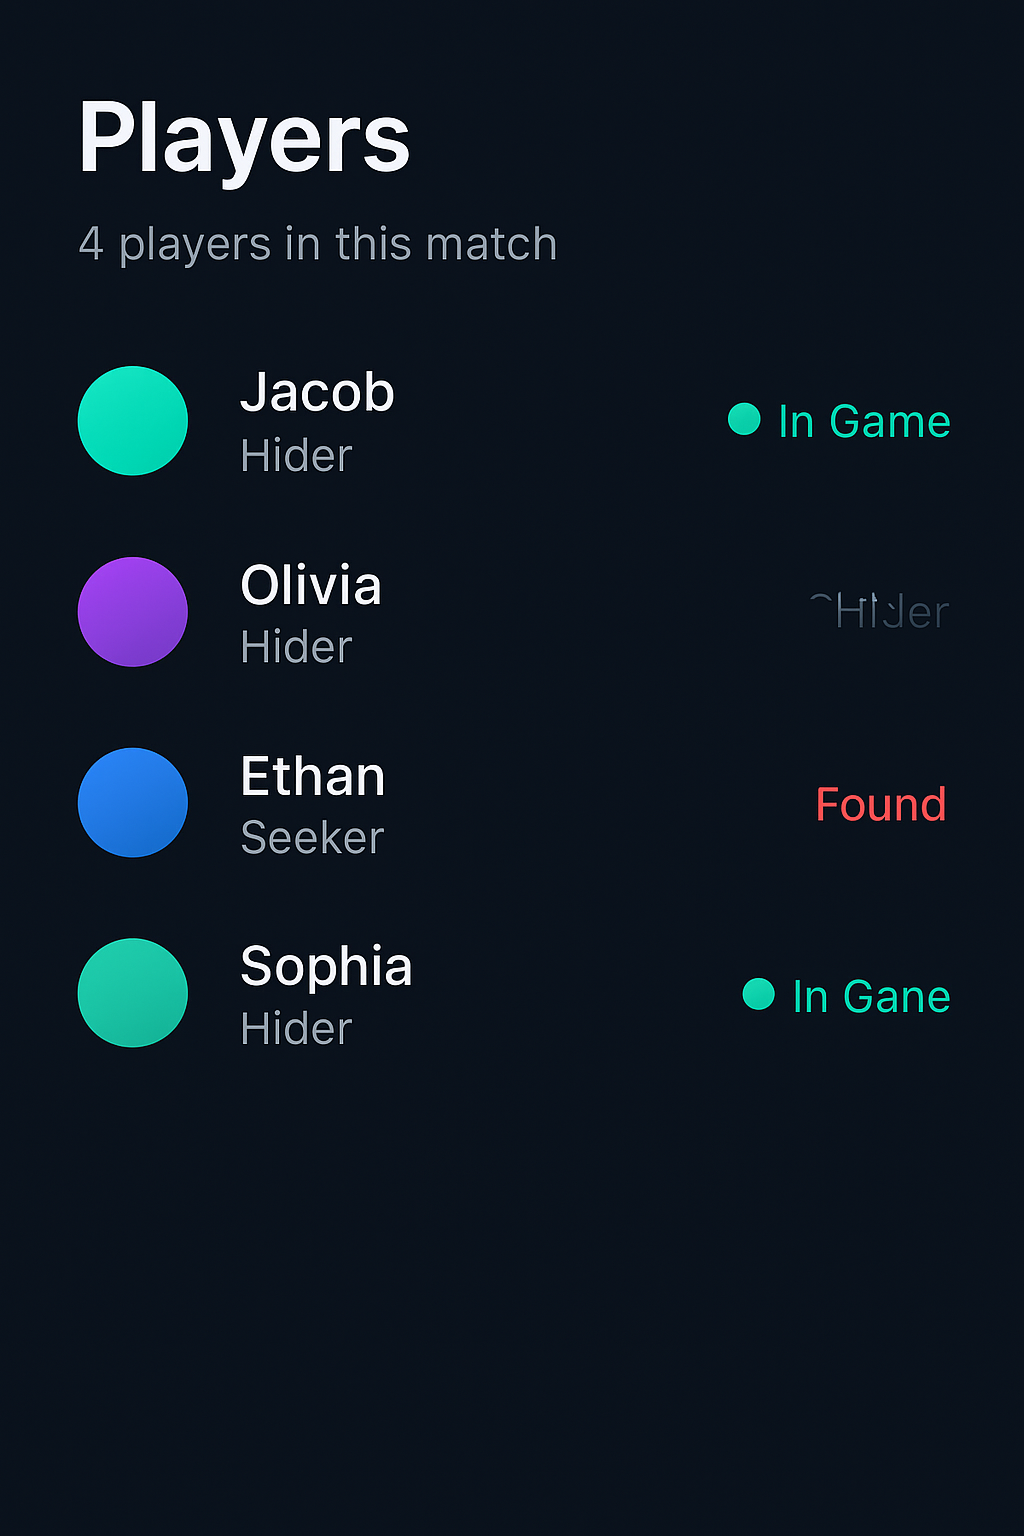 Players
4 players in this match
Jacob
Hider
In Game
Olivia
Hider
Ethan
Seeker
Found
Sophia
Hider
In Gane